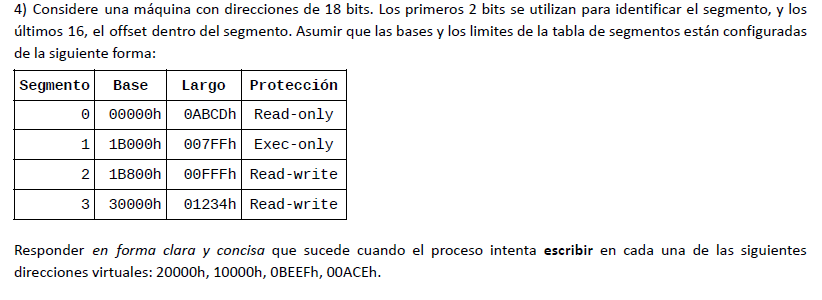 4) Considere una máquina con direcciones de 18 bits. Los primeros 2 bits se utilizan para identificar el segmento, y los
últimos 16, el offset dentro del segmento. Asumir que las bases y los limites de la tabla de segmentos están configuradas
de la siguiente forma:
Segmento Base Largo Protección
0 00000h 0ABCDh Read-only
1 1B000h 007FFh Exec-only
2 1B800h 00FFFh Read-write
3 30000h 01234h Read-write
Responder en forma clara y concisa que sucede cuando el proceso intenta escribir en cada una de las siguientes
direcciones virtuales: 20000h, 10000h, 0BEEFh, 00ACEh.